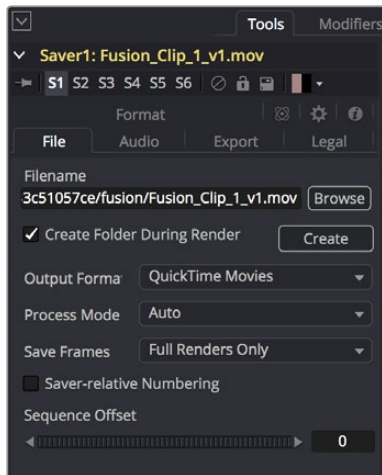 Tools Modifiers
Saver1: Fusion_Clip_1_v1.mov
S1 S2 S3 S4 S5 S6
Format
File Audio Export Legal
Filename
3c51057ce/fusion/Fusion_Clip_1_v1.mov Browse
Create Folder During Render Create
Output Forma QuickTime Movies
Process Mode Auto
Save Frames Full Renders Only
Saver-relative Numbering
Sequence Offset
0